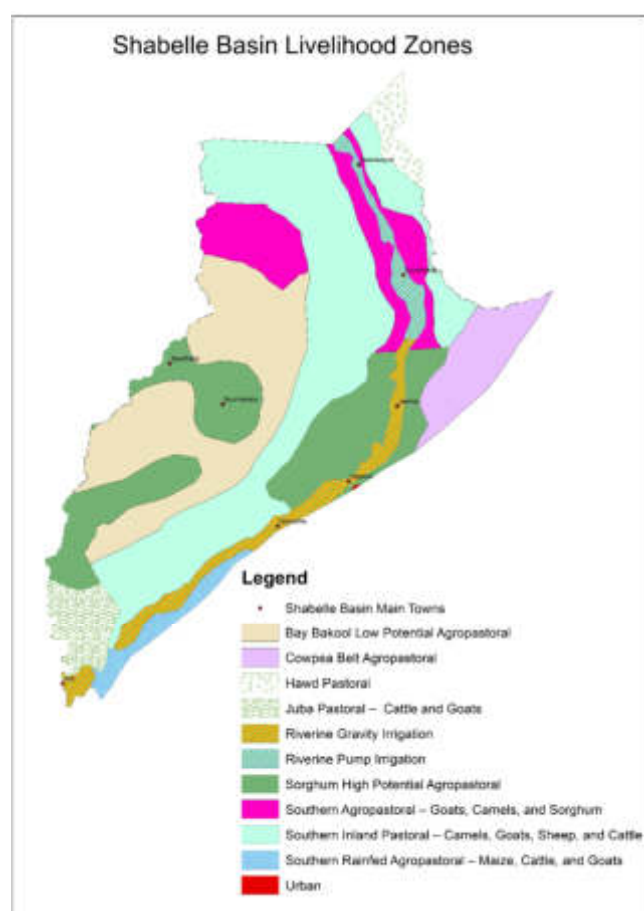 Shabelle Basin Livelihood Zones
Legend
Shabelle Basin Main Towns
Bay Bakool Low Potential Agropastoral
Cowpea Belt Agropastoral
Hawd Pastoral
Juba Pastoral – Cattle and Goats
Riverine Gravity Irrigation
Riverine Pump Irrigation
Sorghum High Potential Agropastoral
Southern Agropastoral – Goats, Camels, and Sorghum
Southern Inland Pastoral – Camels, Goats, Sheep, and Cattle
Southern Rainfed Agropastoral – Maize, Cattle, and Goats
Urban